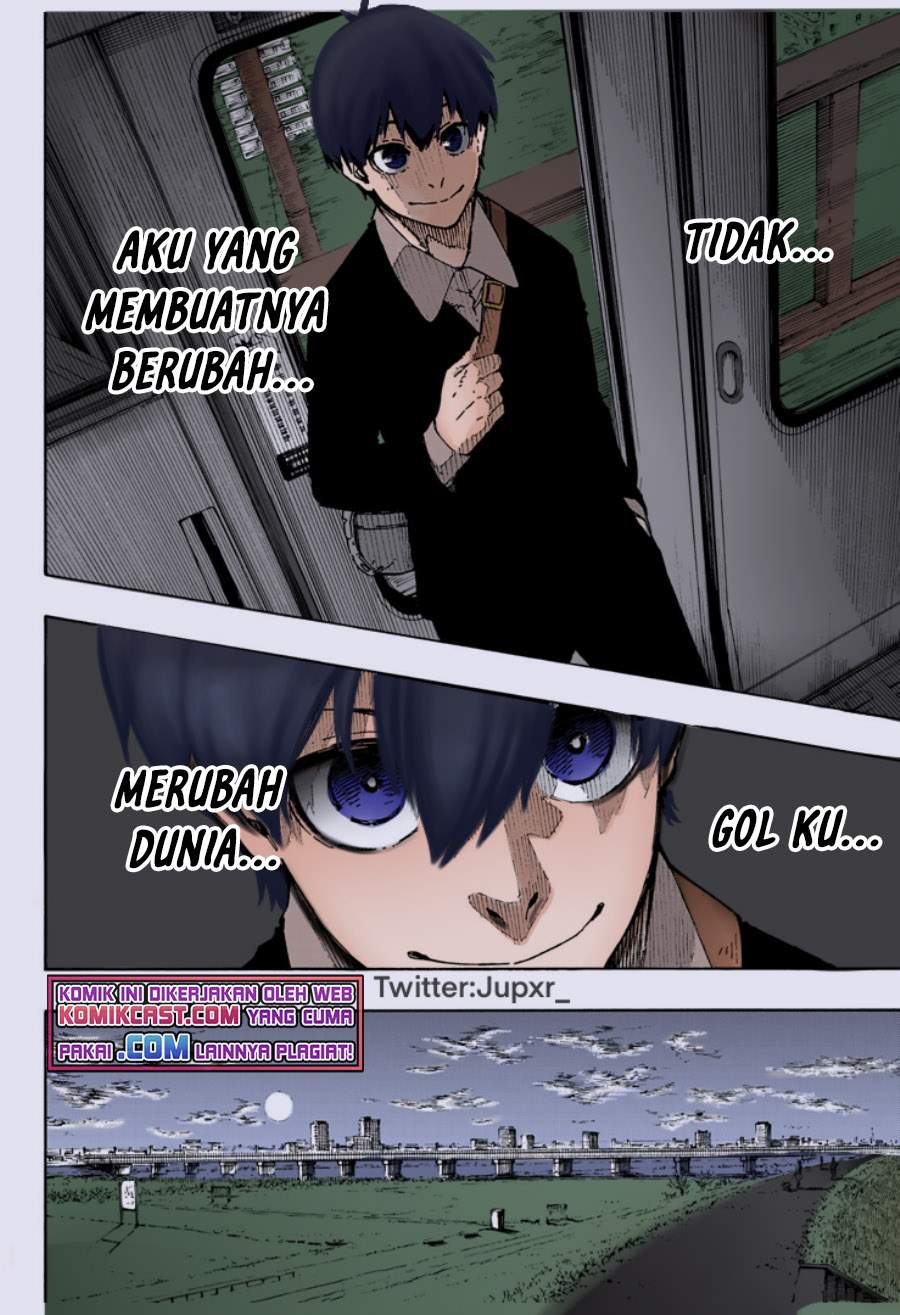 TIDAK...
AKU YANG
MEMBUATNYA
BERUBAH...
GOL KU...
MERUBAH
DUNIA...
Twitter:Jupxr_
KOMIK INI DIKERJAKAN OLEH WEB
KOMIKCAST.COM YANG CUMA
PAKAI .COM LAINNYA PLAGIAT!